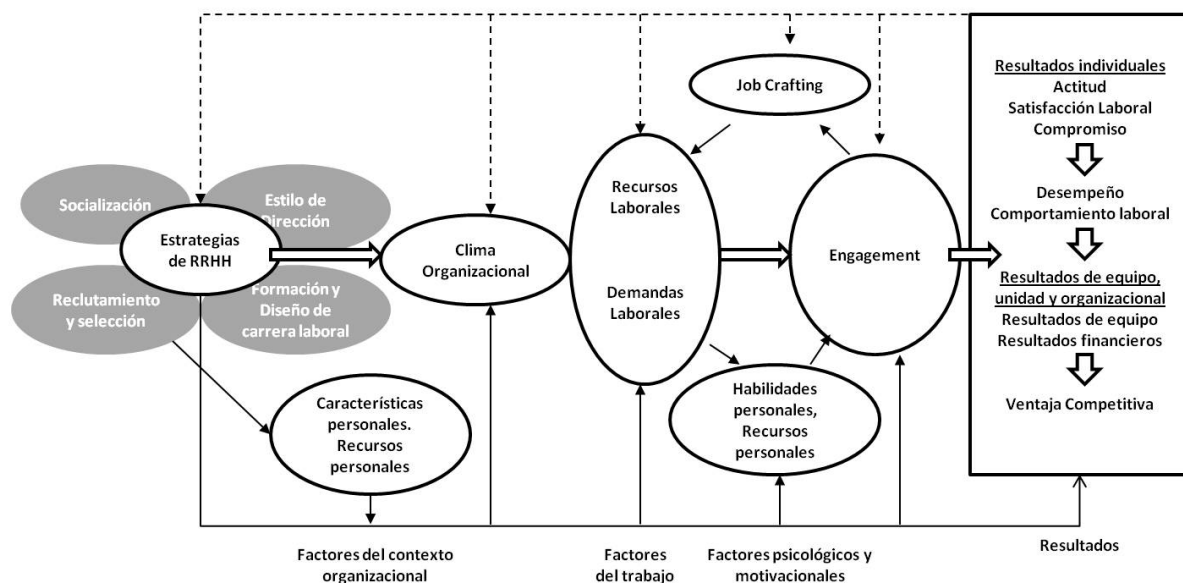 Socialización
Estilo de
Dirección
Estrategias
de RRHH
Reclutamiento
y selección
Formación y
Diseño de
carrera laboral
Características
personales.
Recursos
personales
Clima
Organizacional
Recursos
Laborales
Demandas
Laborales
Job Crafting
Engagement
Habilidades
personales,
Recursos
personales
Resultados individuales
Actitud
Satisfacción Laboral
Compromiso
Desempeño
Comportamiento laboral
Resultados de equipo,
unidad y organizacional
Resultados de equipo
Resultados financieros
Ventaja Competitiva
Factores del contexto
organizacional
Factores
del trabajo
Factores psicológicos y
motivacionales
Resultados